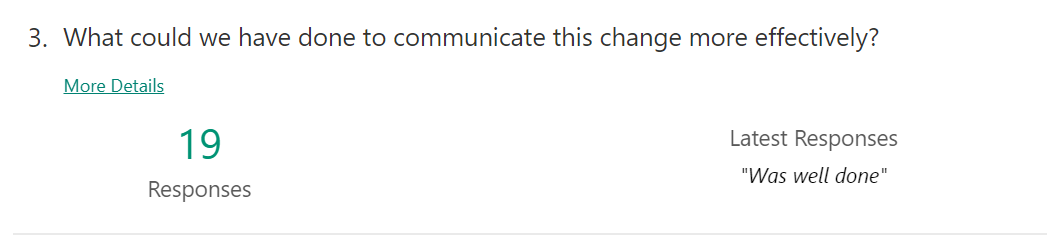 3. What could we have done to communicate this change more effectively?
More Details
19
Responses
Latest Responses
"Was well done"